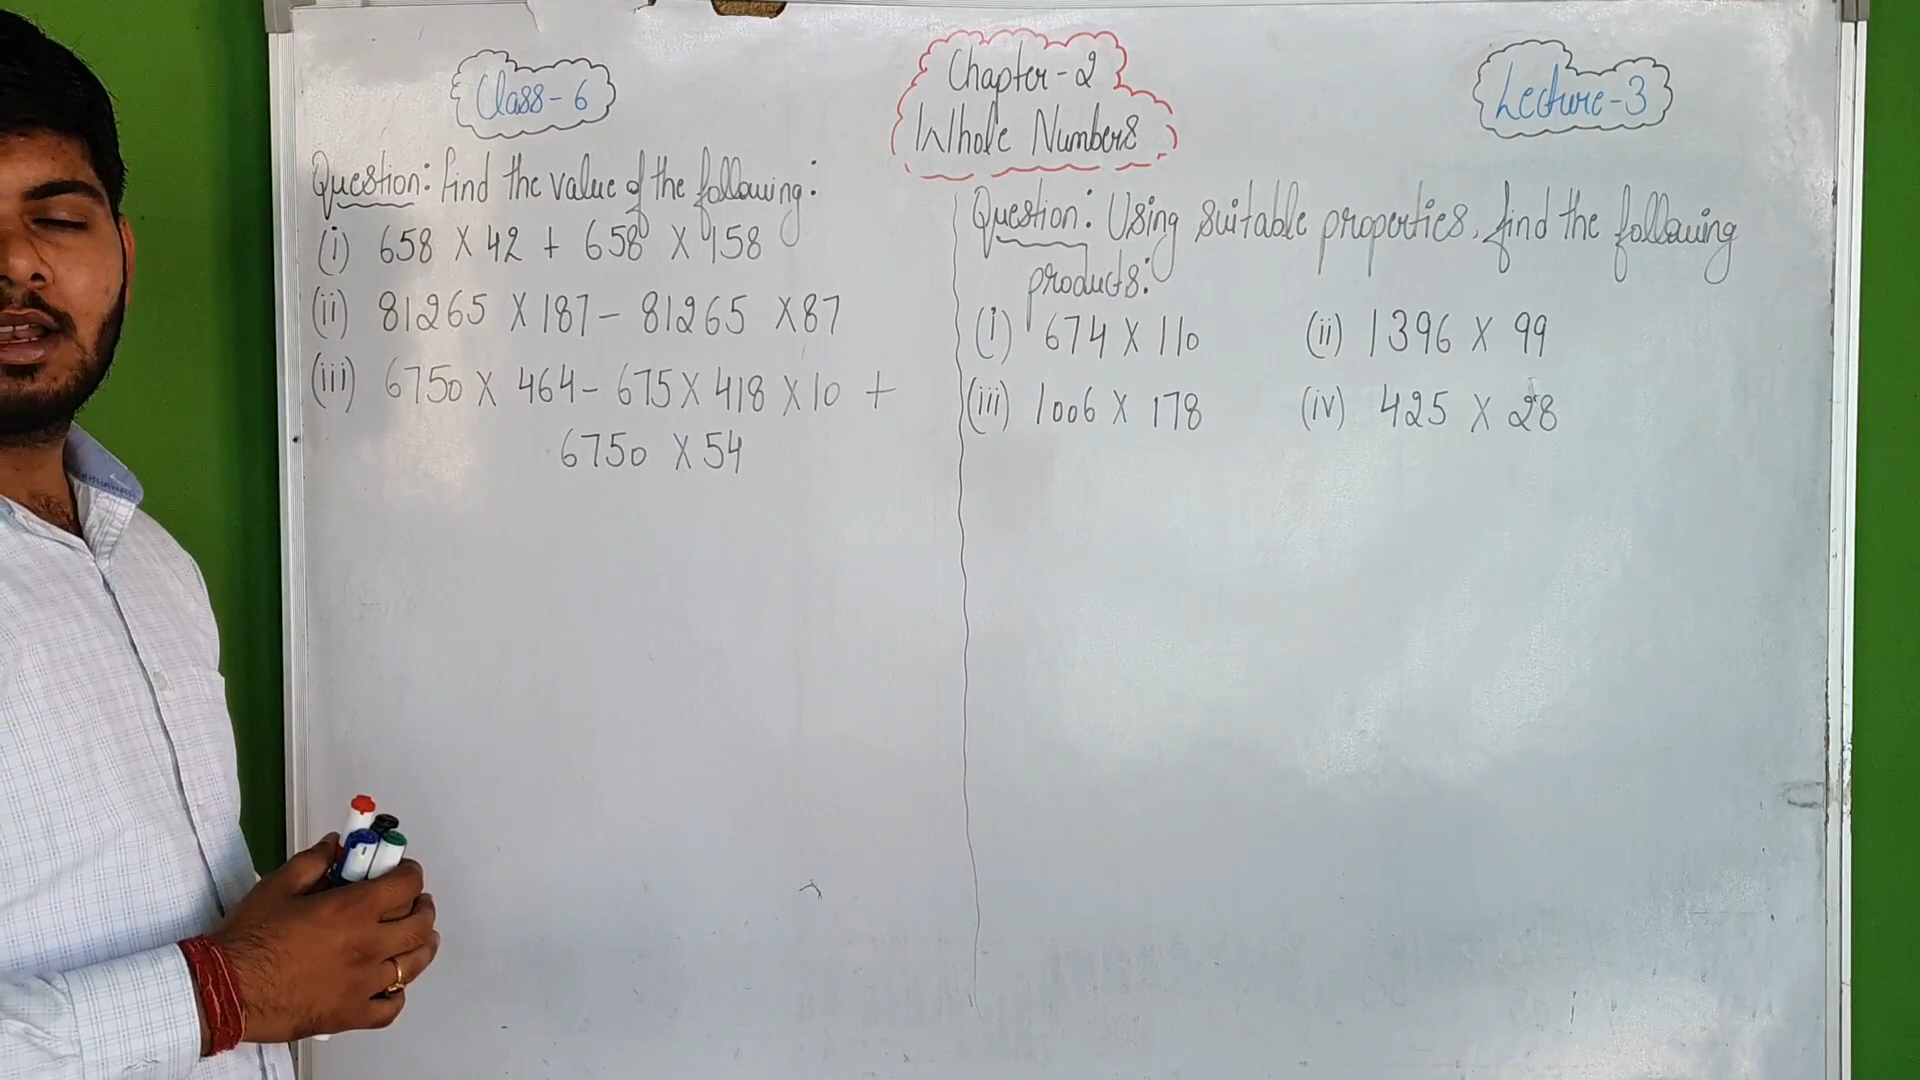 Class-6
Chapter-2
Whole Numbers
Lecture-3
Question: Find the value of the following:
(i) 658 X 42 + 658 X 158
(ii) 81265 X 187 - 81265 X 87
(iii) 6750 X 464 - 675 X 418 X 10 +
6750 X 54
Question: Using suitable properties, find the following
products:
(i) 674 X 110 (ii) 1396 X 99
(iii) 1006 X 178 (iv) 425 X 28